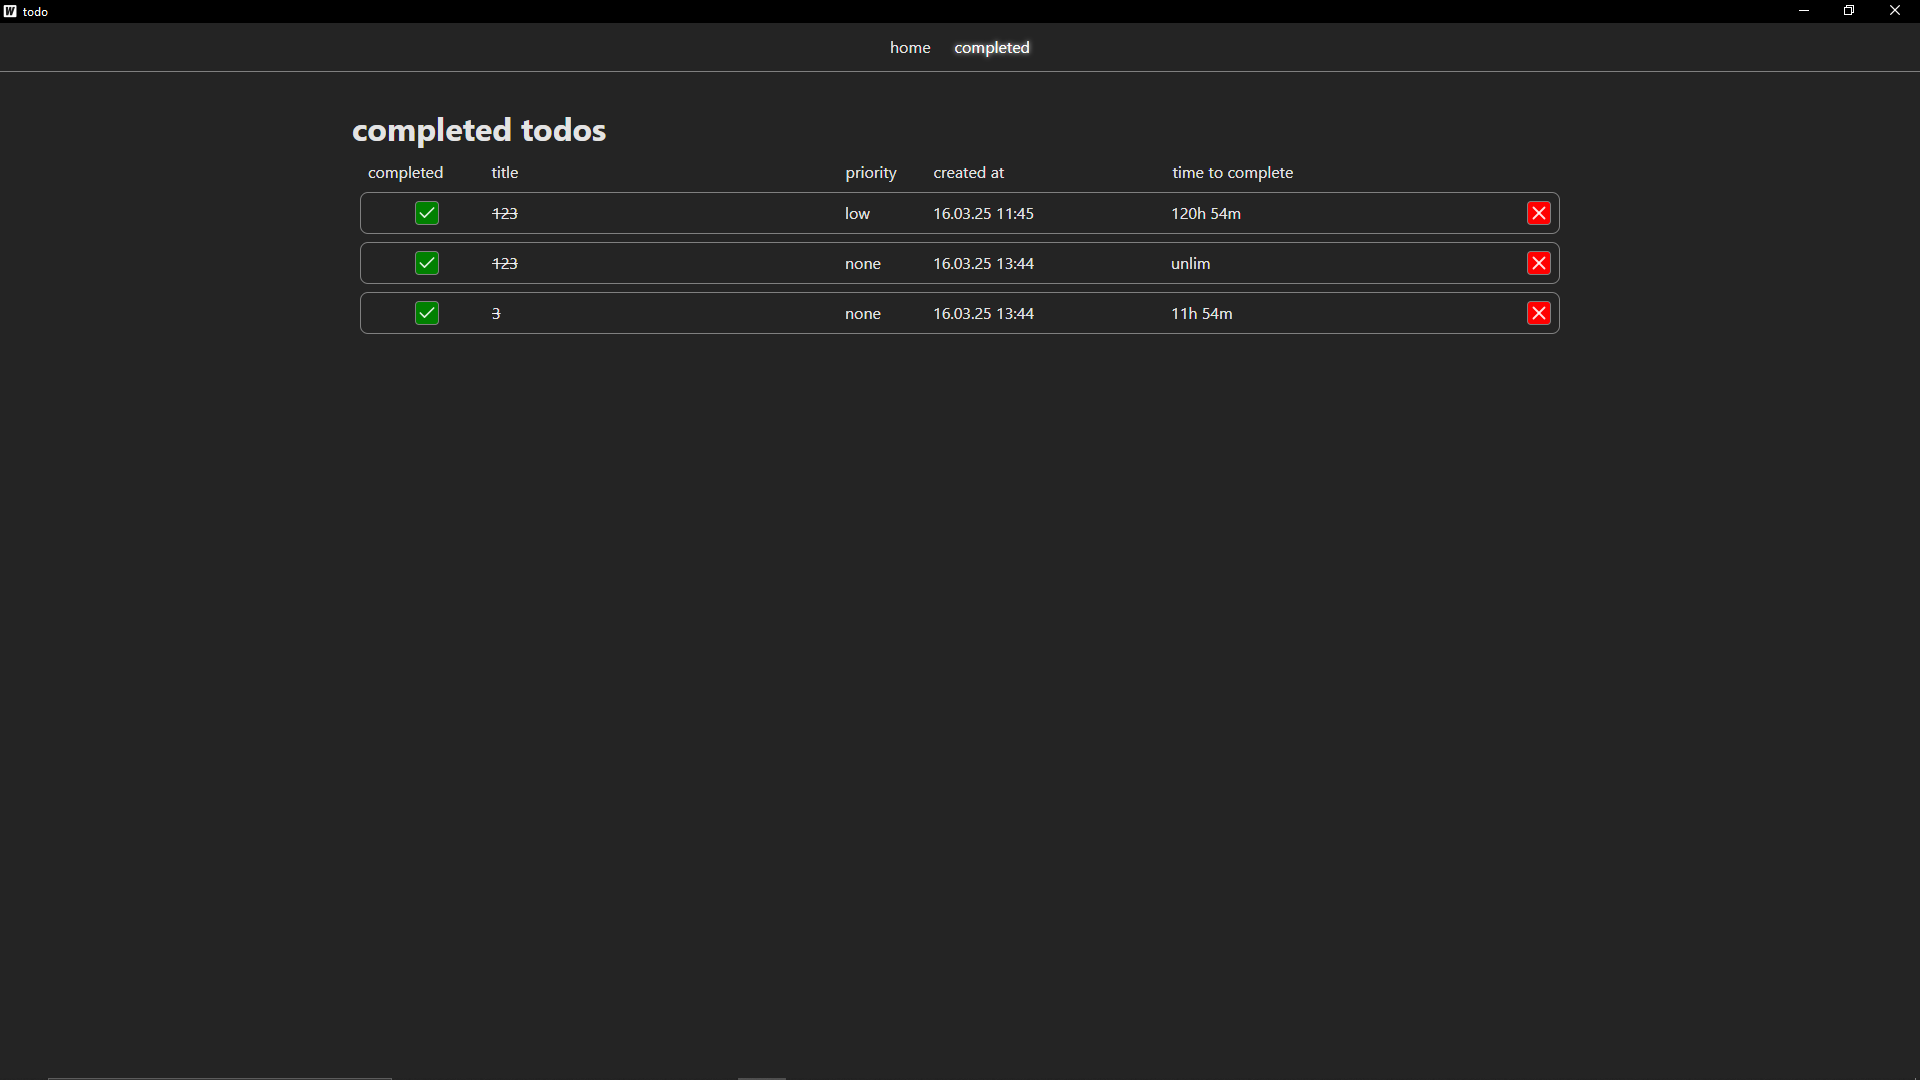 todo
home completed
completed todos
completed title priority created at time to complete
123 low 16.03.25 11:45 120h 54m
123 none 16.03.25 13:44 unlim
3 none 16.03.25 13:44 11h 54m